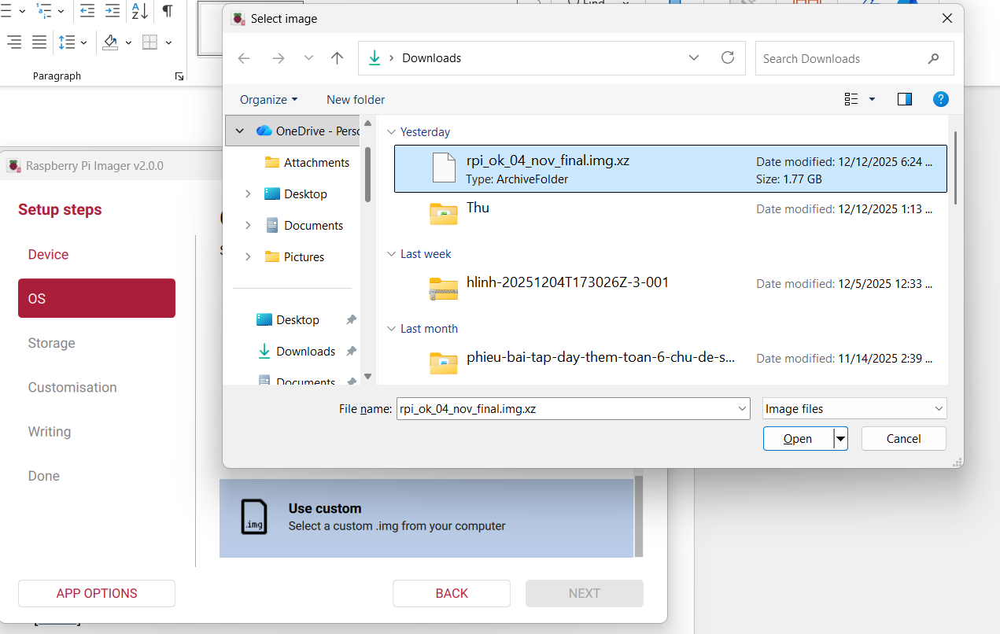 Find
Paragraph
Select image
Downloads
Search Downloads
Organize
New folder
OneDrive - Perso
Attachments
Desktop
Documents
Pictures
Desktop
Downloads
Documents
Yesterday
rpi_ok_04_nov_final.img.xz
Date modified: 12/12/2025 6:24 ...
Type: ArchiveFolder
Size: 1.77 GB
Thu
Date modified: 12/12/2025 1:13 ...
Last week
hlinh-20251204T173026Z-3-001
Date modified: 12/5/2025 12:33 ...
Last month
phieu-bai-tap-day-them-toan-6-chu-de-s...
Date modified: 11/14/2025 2:39 ...
File name:
rpi_ok_04_nov_final.img.xz
Image files
Open
Cancel
Raspberry Pi Imager v2.0.0
Setup steps
Device
OS
Storage
Customisation
Writing
Done
.img
Use custom
Select a custom .img from your computer
APP OPTIONS
BACK
NEXT